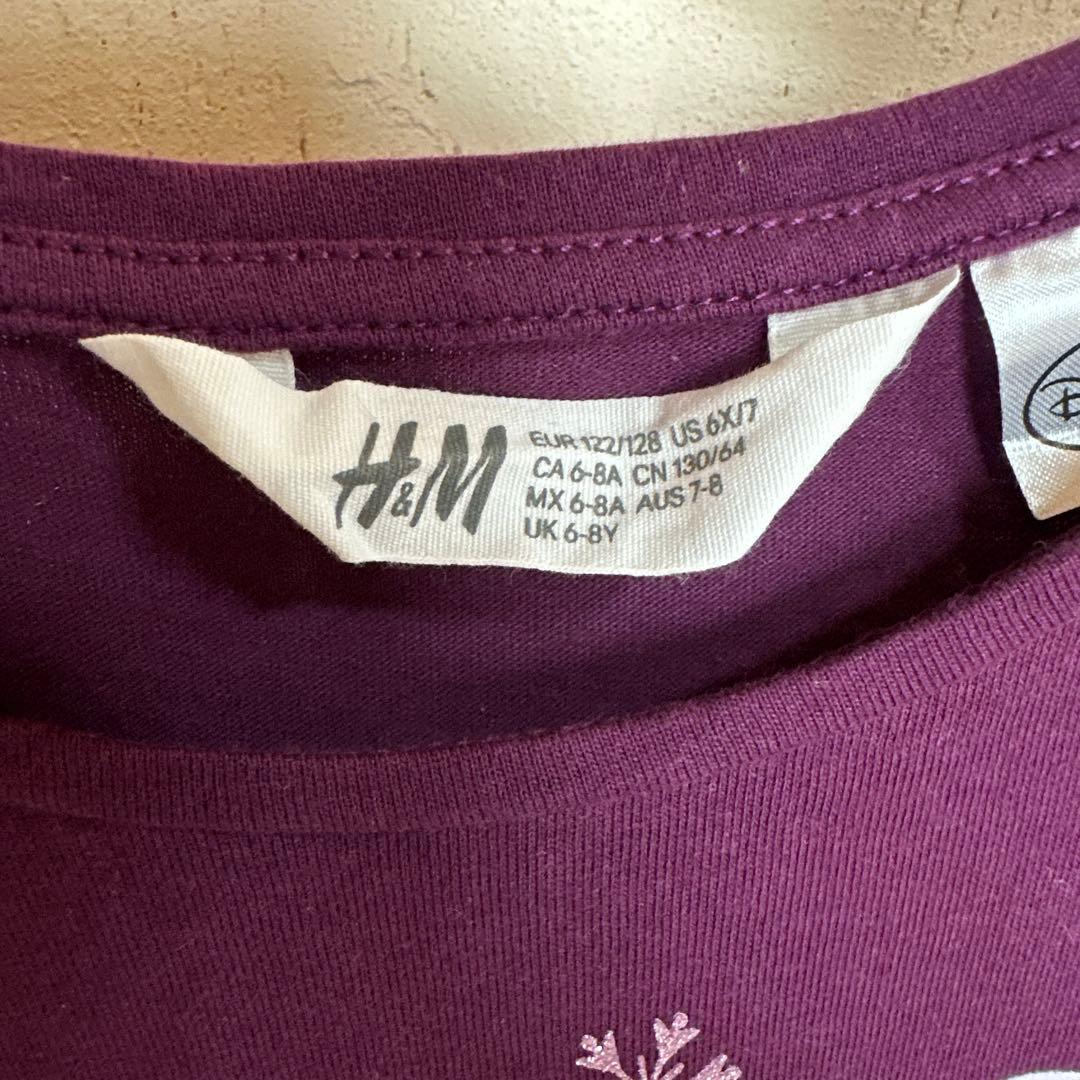 H&M
EUR 122/128 US 6X/7
CA 6-8A CN 130/64
MX 6-8A AUS 7-8
UK 6-8Y